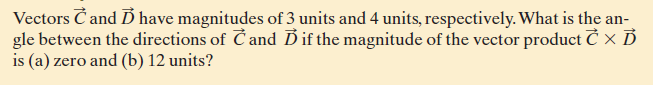 Vectors C⃗ and D⃗ have magnitudes of 3 units and 4 units, respectively. What is the an-
gle between the directions of C⃗ and D⃗ if the magnitude of the vector product C⃗ × D⃗
is (a) zero and (b) 12 units?